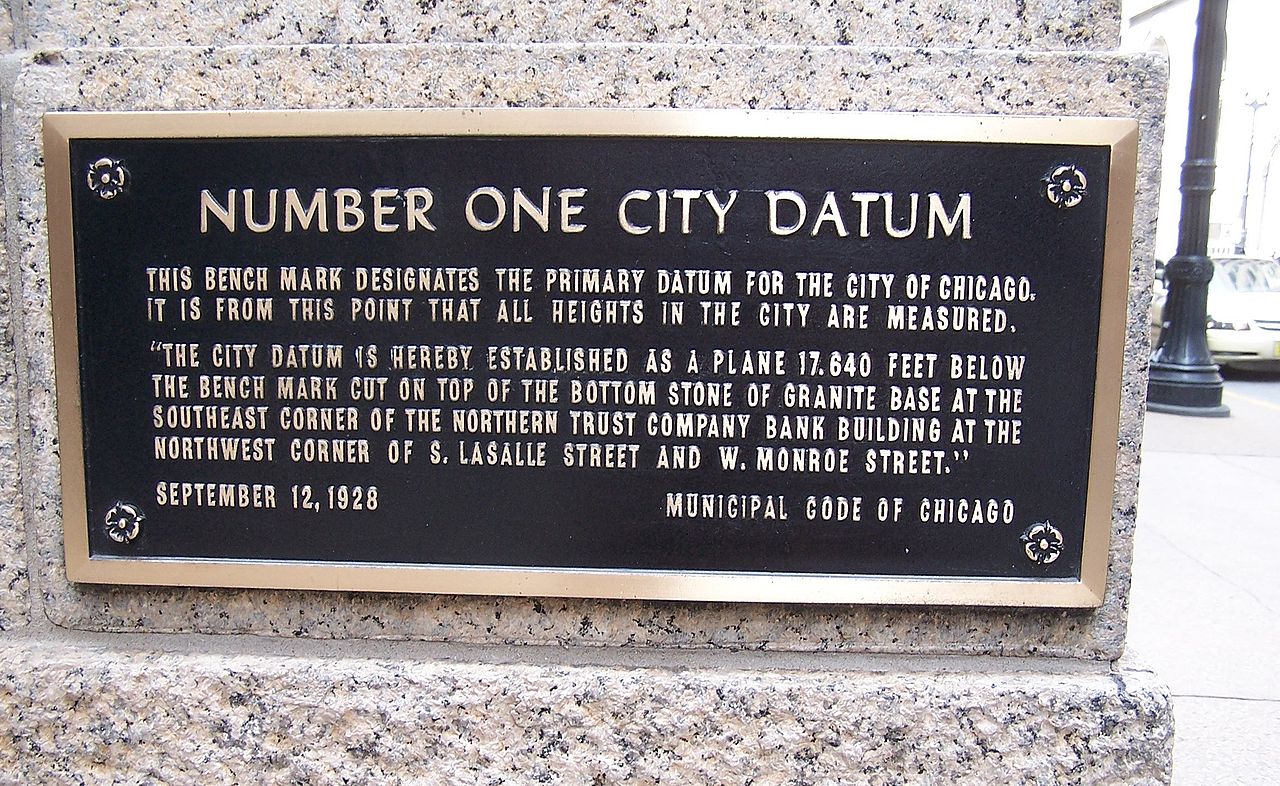 NUMBER ONE CITY DATUM
THIS BENCH MARK DESIGNATES THE PRIMARY DATUM FOR THE CITY OF CHICAGO.
IT IS FROM THIS POINT THAT ALL HEIGHTS IN THE CITY ARE MEASURED.
"THE CITY DATUM IS HEREBY ESTABLISHED AS A PLANE 17.640 FEET BELOW
THE BENCH MARK CUT ON TOP OF THE BOTTOM STONE OF GRANITE BASE AT THE
SOUTHEAST CORNER OF THE NORTHERN TRUST COMPANY BANK BUILDING AT THE
NORTHWEST CORNER OF S. LASALLE STREET AND W. MONROE STREET."
SEPTEMBER 12, 1928 MUNICIPAL CODE OF CHICAGO